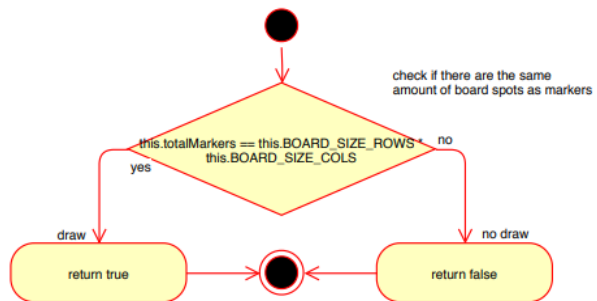 check if there are the same
amount of board spots as markers
this.totalMarkers == this.BOARD_SIZE_ROWS *
this.BOARD_SIZE_COLS
no
yes
draw
no draw
return true
return false